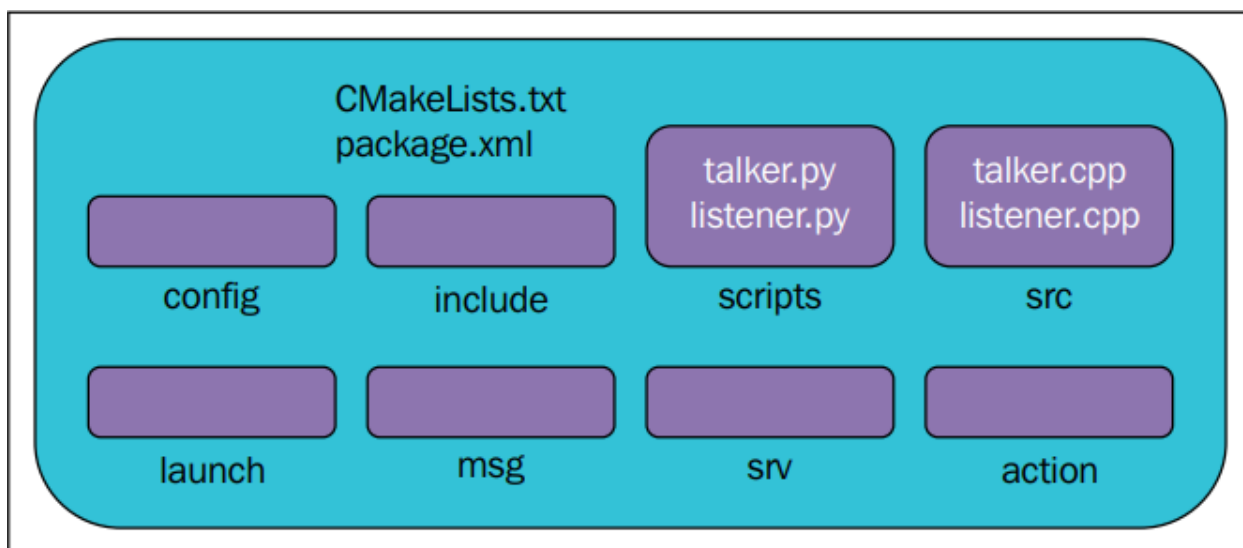 CMakeLists.txt
package.xml
talker.py
listener.py
talker.cpp
listener.cpp
config
include
scripts
src
launch
msg
srv
action